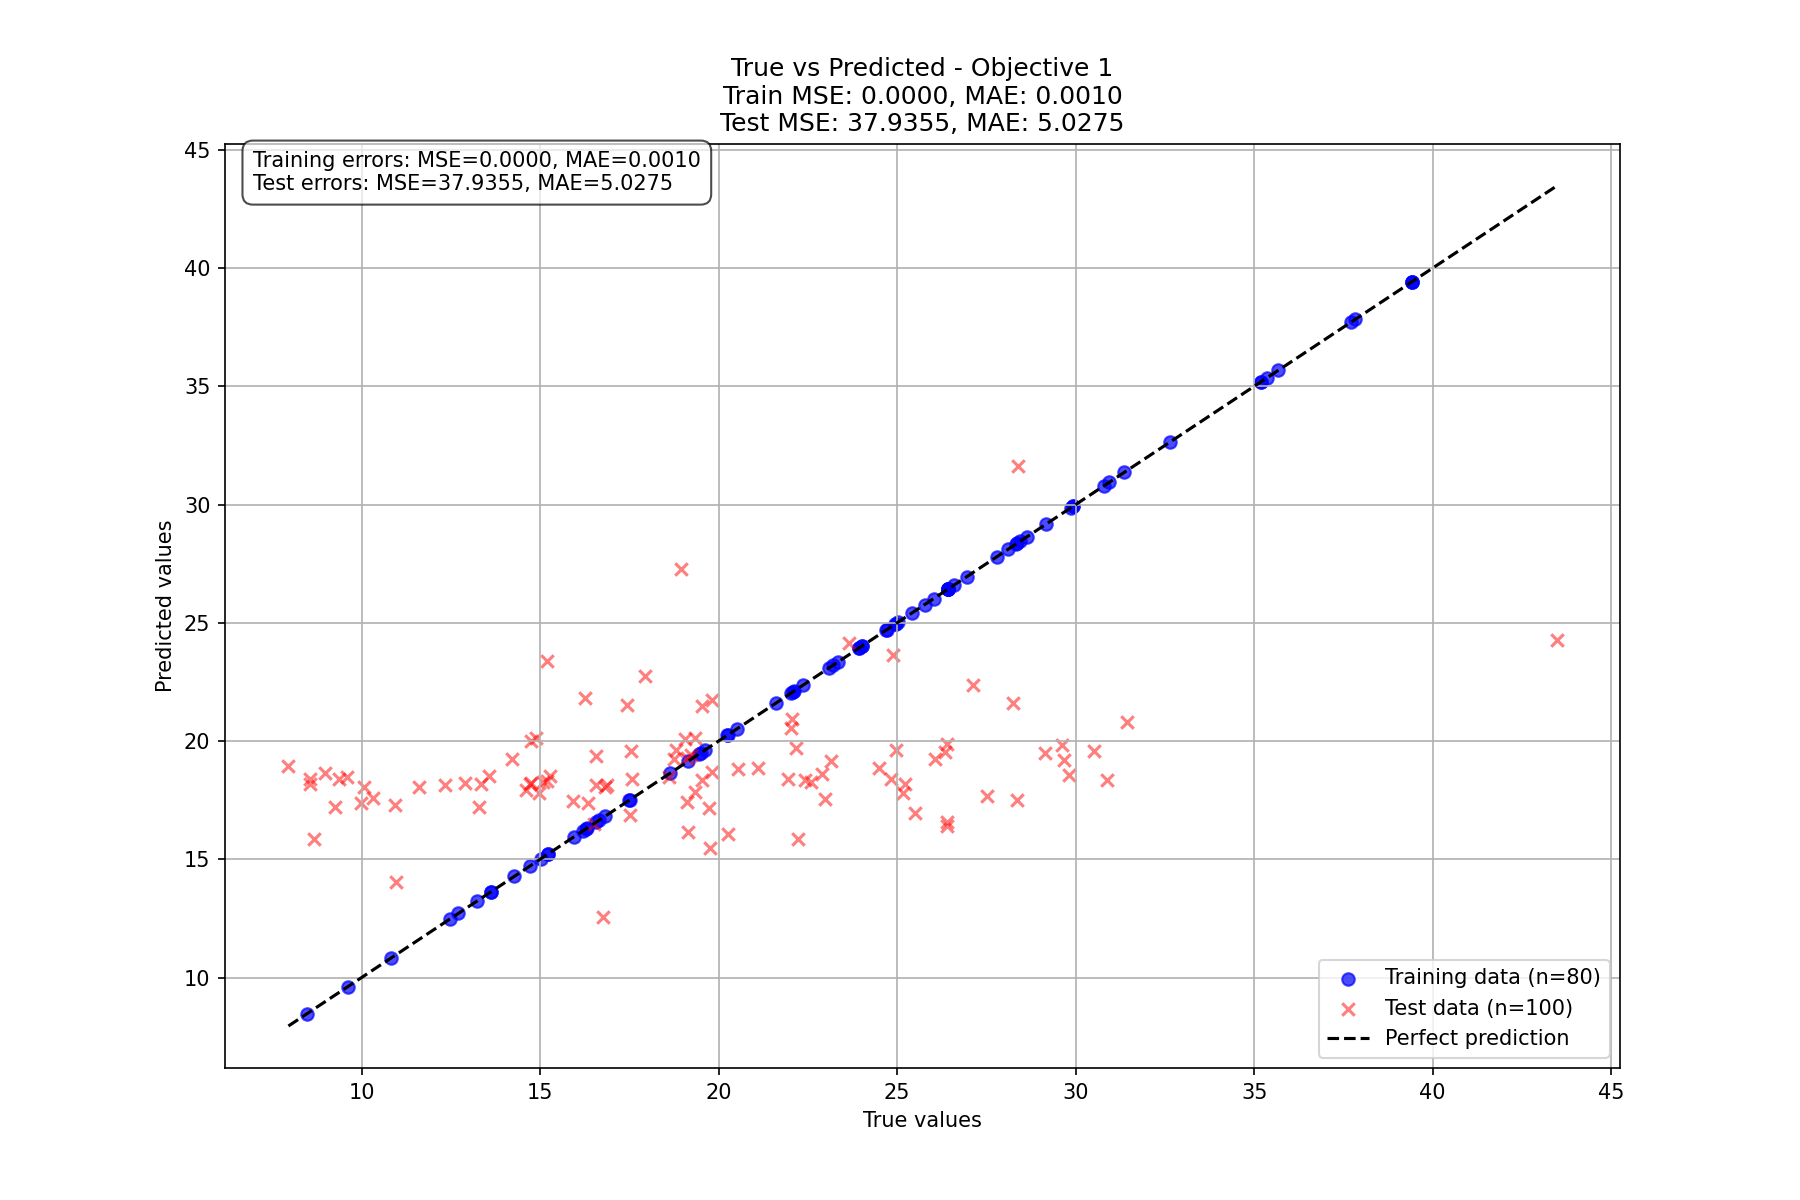 True vs Predicted - Objective 1
Train MSE: 0.0000, MAE: 0.0010
Test MSE: 37.9355, MAE: 5.0275
Training errors: MSE=0.0000, MAE=0.0010
Test errors: MSE=37.9355, MAE=5.0275
45
40
35
30
25
20
15
10
Predicted values
Training data (n=80)
Test data (n=100)
Perfect prediction
10 15 20 25 30 35 40 45
True values